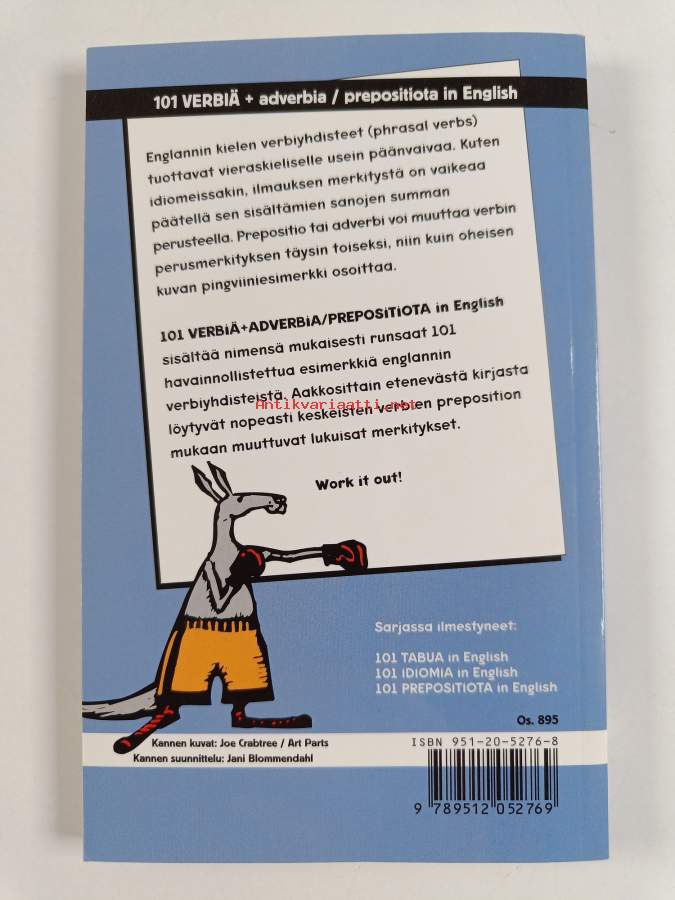 101 VERBIÄ + adverbia / prepositiota in English
Englannin kielen verbiyhdisteet (phrasal verbs)
tuottavat vieraskieliselle usein päänvaivaa. Kuten
idiomeissakin, ilmauksen merkitystä on vaikeaa
päätellä sen sisältämien sanojen summan
perusteella. Prepositio tai adverbi voi muuttaa verbin
perusmerkityksen täysin toiseksi, niin kuin oheisen
kuvan pingviiniesimerkki osoittaa.
101 VERBIÄ+ADVERBIA/PREPOSITIOTA in English
sisältää nimensä mukaisesti runsaat 101
havainnollistettua esimerkkiä englannin
verbiyhdisteistä. Aakkosittain etenevästä kirjasta
Antikvariaatti.net
löytyvät nopeasti keskeisten verbien preposition
mukaan muuttuvat lukuisat merkitykset.
Work it out!
Sarjassa ilmestyneet:
101 TABUA in English
101 IDIOMIA in English
101 PREPOSITIOTA in English
Os. 895
Kannen kuvat: Joe Crabtree / Art Parts
Kannen suunnittelu: Jani Blommendahl
ISBN 951-20-5276-8
9 789512 052769